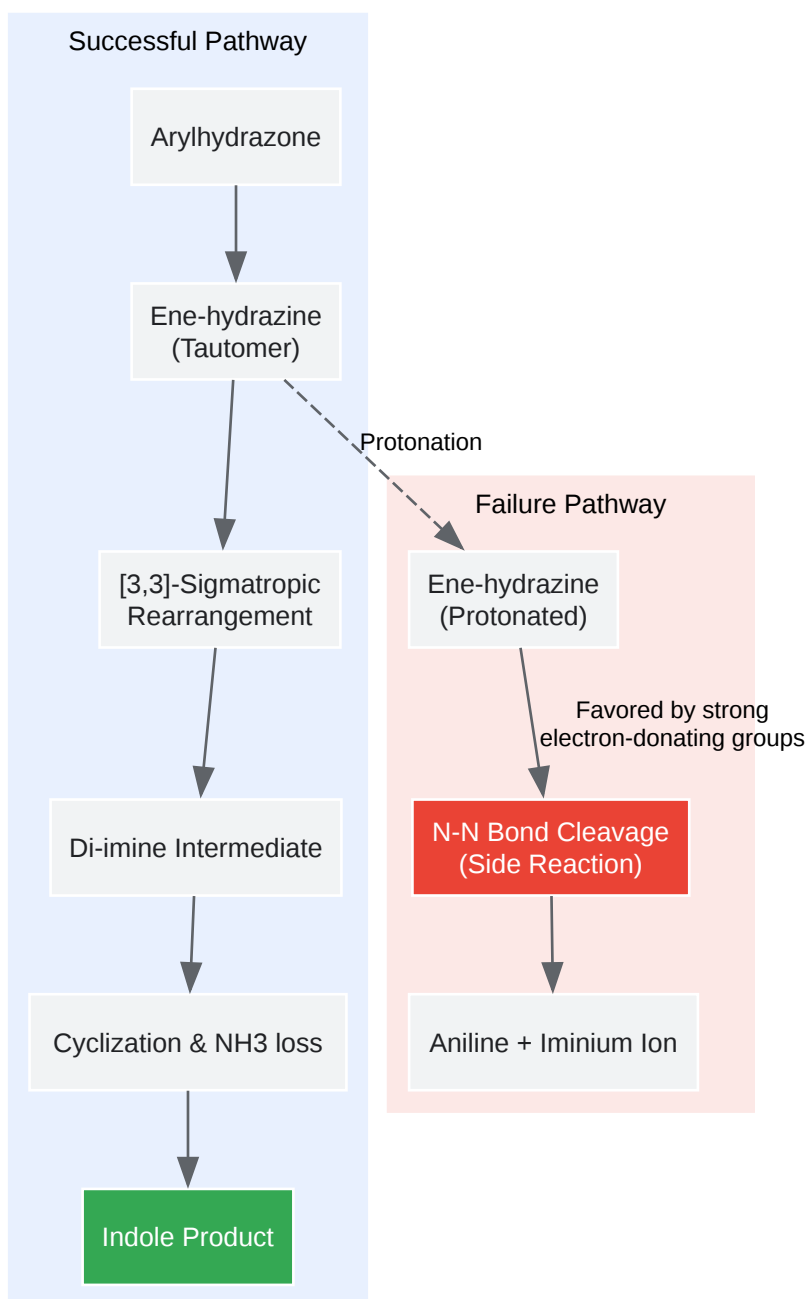 Successful Pathway
Arylhydrazone
Ene-hydrazine
(Tautomer)
Protonation
Failure Pathway
[3,3]-Sigmatropic
Rearrangement
Ene-hydrazine
(Protonated)
Favored by strong
electron-donating groups
Di-imine Intermediate
N-N Bond Cleavage
(Side Reaction)
Cyclization & NH3 loss
Aniline + Iminium Ion
Indole Product